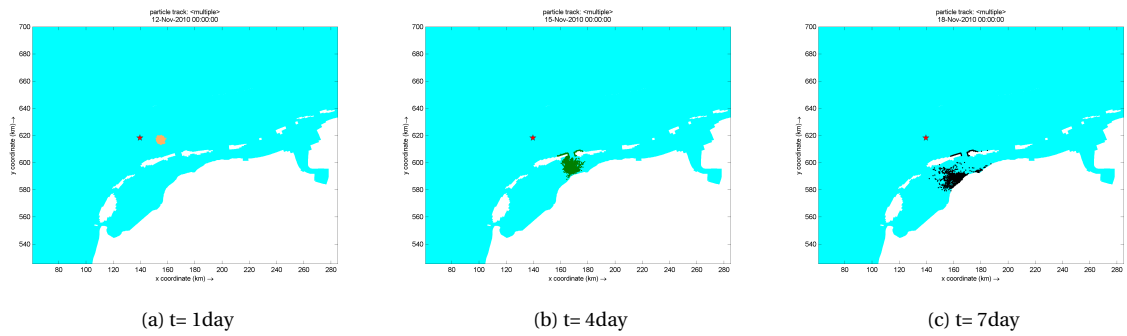 particle track: <multiple>
12-Nov-2010 00:00:00
700
680
660
640
620
600
580
560
540
y coordinate (km) →
80 100 120 140 160 180 200 220 240 260 280
x coordinate (km) →
(a) t= 1day
particle track: <multiple>
15-Nov-2010 00:00:00
700
680
660
640
620
600
580
560
540
y coordinate (km) →
80 100 120 140 160 180 200 220 240 260 280
x coordinate (km) →
(b) t= 4day
particle track: <multiple>
18-Nov-2010 00:00:00
700
680
660
640
620
600
580
560
540
y coordinate (km) →
80 100 120 140 160 180 200 220 240 260 280
x coordinate (km) →
(c) t= 7day